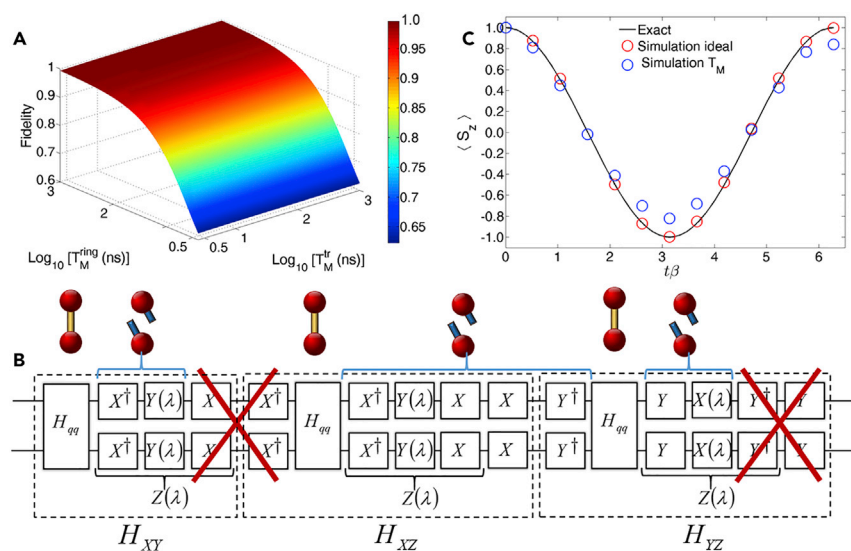 A
Fidelity
1
0.9
0.8
0.7
0.6
3
2
1
0.5
0.5
1
2
3
Log10 [T_M^ring (ns)]
Log10 [T_M^tr (ns)]
1.0
0.95
0.90
0.85
0.80
0.75
0.70
0.65
C
⟨ S_z ⟩
1.0
0.8
0.6
0.4
0.2
0.0
-0.2
-0.4
-0.6
-0.8
-1.0
Exact
Simulation ideal
Simulation T_M
0 1 2 3 4 5 6
tβ
B
H_qq X† Y(λ) X X† H_qq X† Y(λ) X X Y† H_qq Y X(λ) Y† Y
X† Y(λ) X X† X† Y(λ) X X Y† Y X(λ) Y† Y
Z(λ) Z(λ) Z(λ)
H_XY H_XZ H_YZ